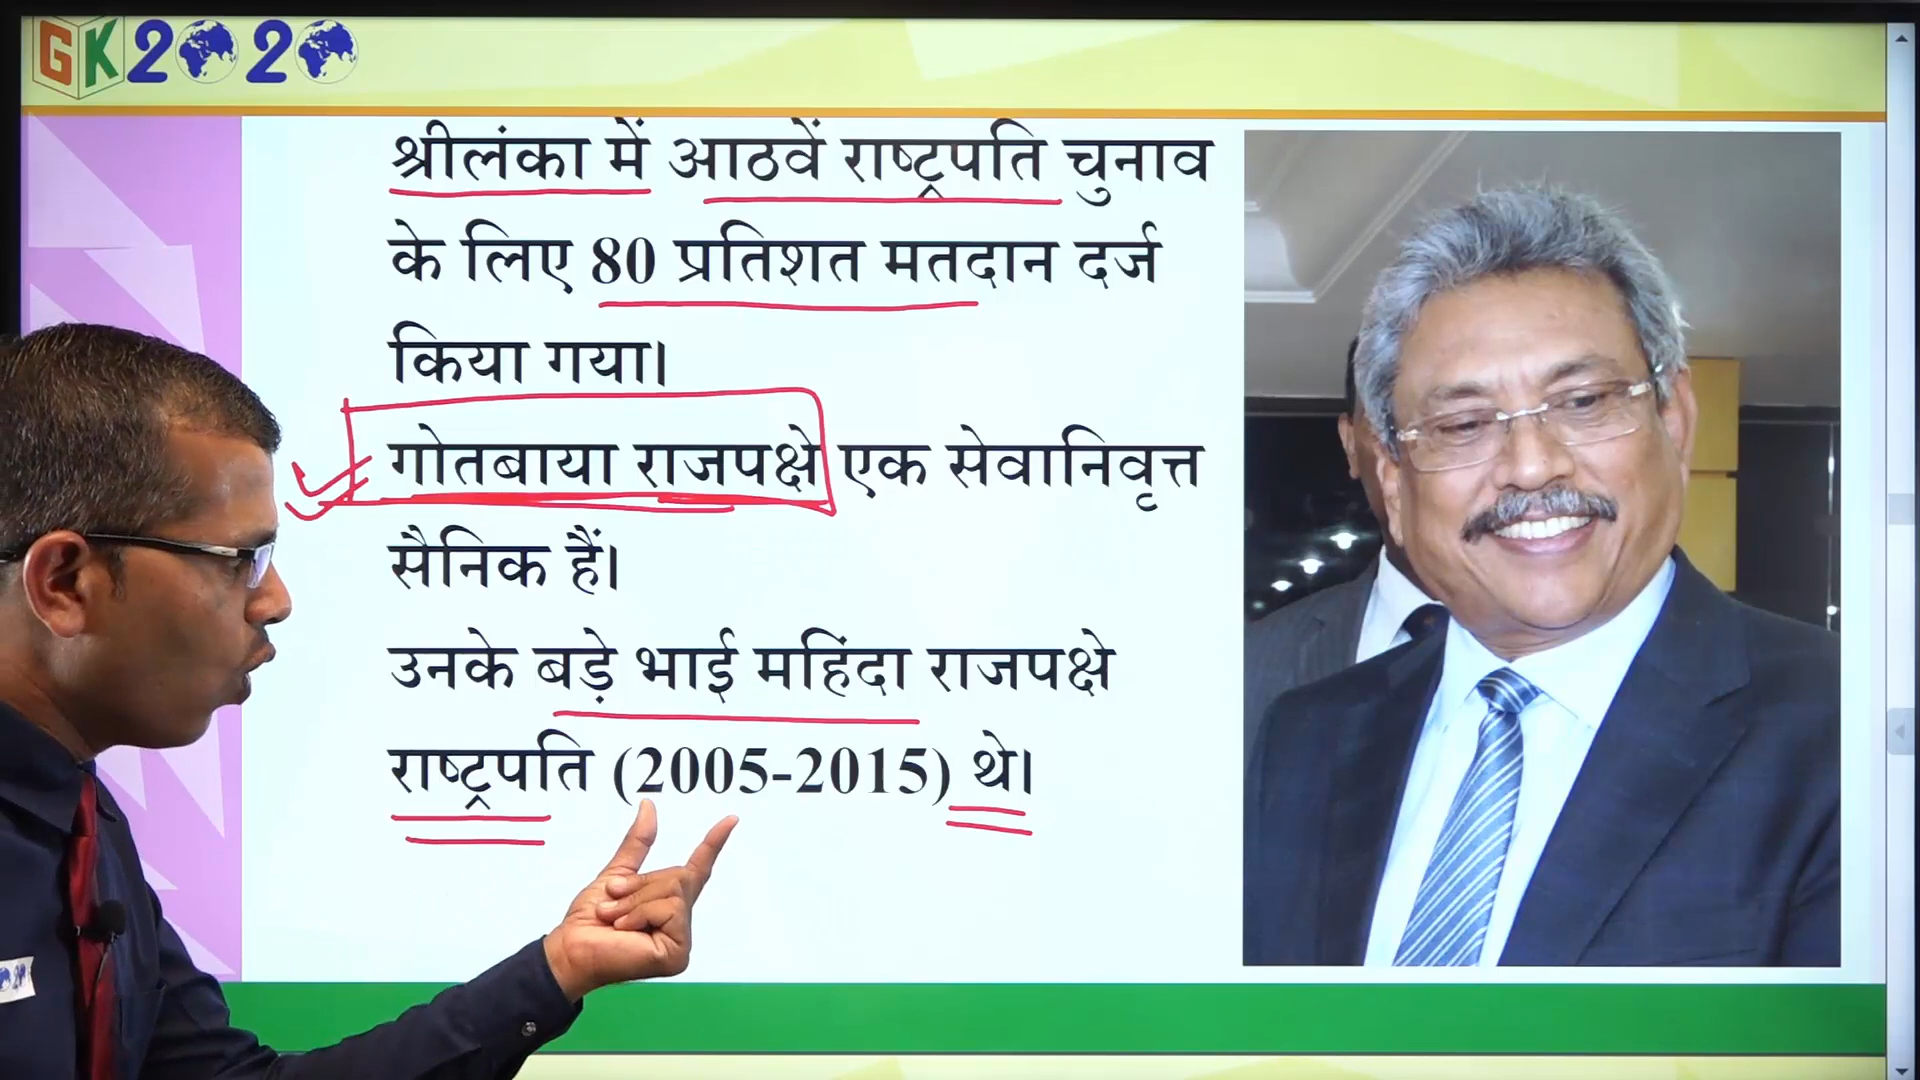 GK2020
श्रीलंका में आठवें राष्ट्रपति चुनाव
के लिए 80 प्रतिशत मतदान दर्ज
किया गया।
गोतबाया राजपक्षे एक सेवानिवृत्त
सैनिक हैं।
उनके बड़े भाई महिंदा राजपक्षे
राष्ट्रपति (2005-2015) थे।